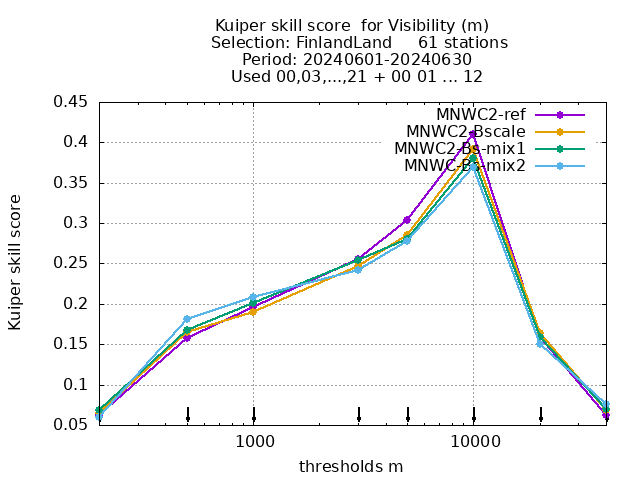 Kuiper skill score  for Visibility (m)
Selection: FinlandLand     61 stations
Period: 20240601-20240630
Used 00,03,...,21 + 00 01 ... 12
0.45
0.4
0.35
0.3
0.25
0.2
0.15
0.1
0.05
Kuiper skill score
MNWC2-ref
MNWC2-Bscale
MNWC2-Bs-mix1
MNWC-Bs-mix2
1000
10000
thresholds m